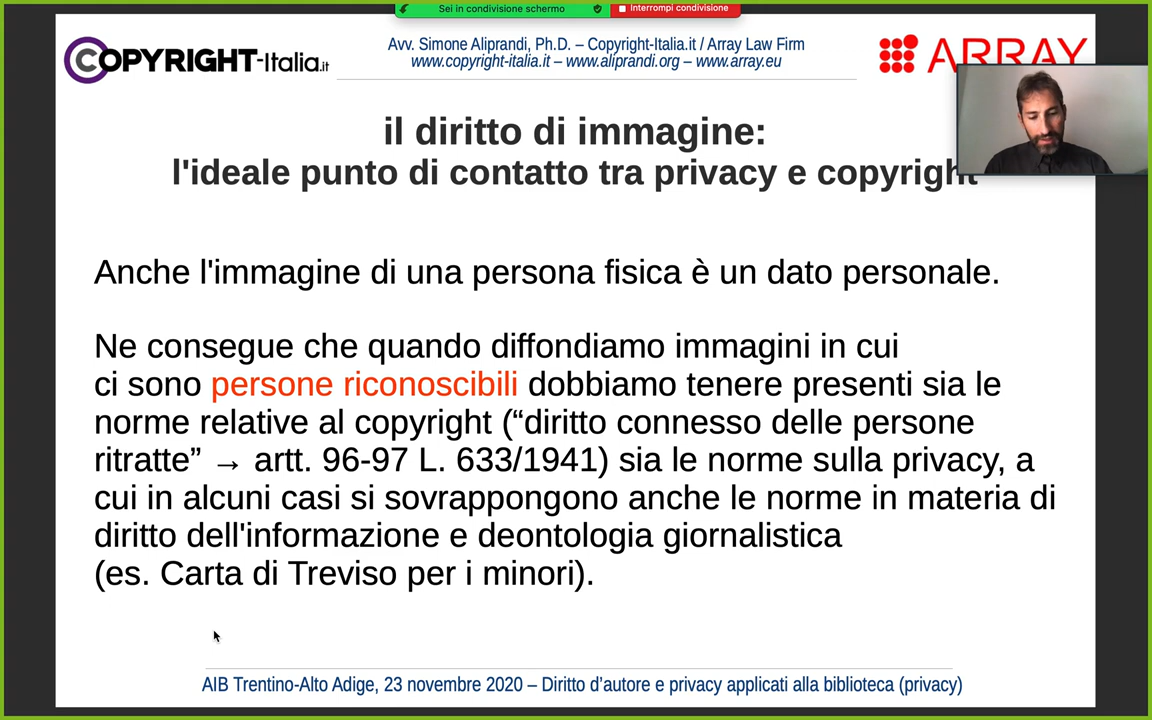 Sei in condivisione schermo
Interrompi condivisione
COPYRIGHT-Italia.it
Avv. Simone Aliprandi, Ph.D. – Copyright-Italia.it / Array Law Firm
www.copyright-italia.it – www.aliprandi.org – www.array.eu
ARRAY
il diritto di immagine:
l'ideale punto di contatto tra privacy e copyright
Anche l'immagine di una persona fisica è un dato personale.
Ne consegue che quando diffondiamo immagini in cui
ci sono persone riconoscibili dobbiamo tenere presenti sia le
norme relative al copyright (“diritto connesso delle persone
ritratte” → artt. 96-97 L. 633/1941) sia le norme sulla privacy, a
cui in alcuni casi si sovrappongono anche le norme in materia di
diritto dell'informazione e deontologia giornalistica
(es. Carta di Treviso per i minori).
AIB Trentino-Alto Adige, 23 novembre 2020 – Diritto d’autore e privacy applicati alla biblioteca (privacy)